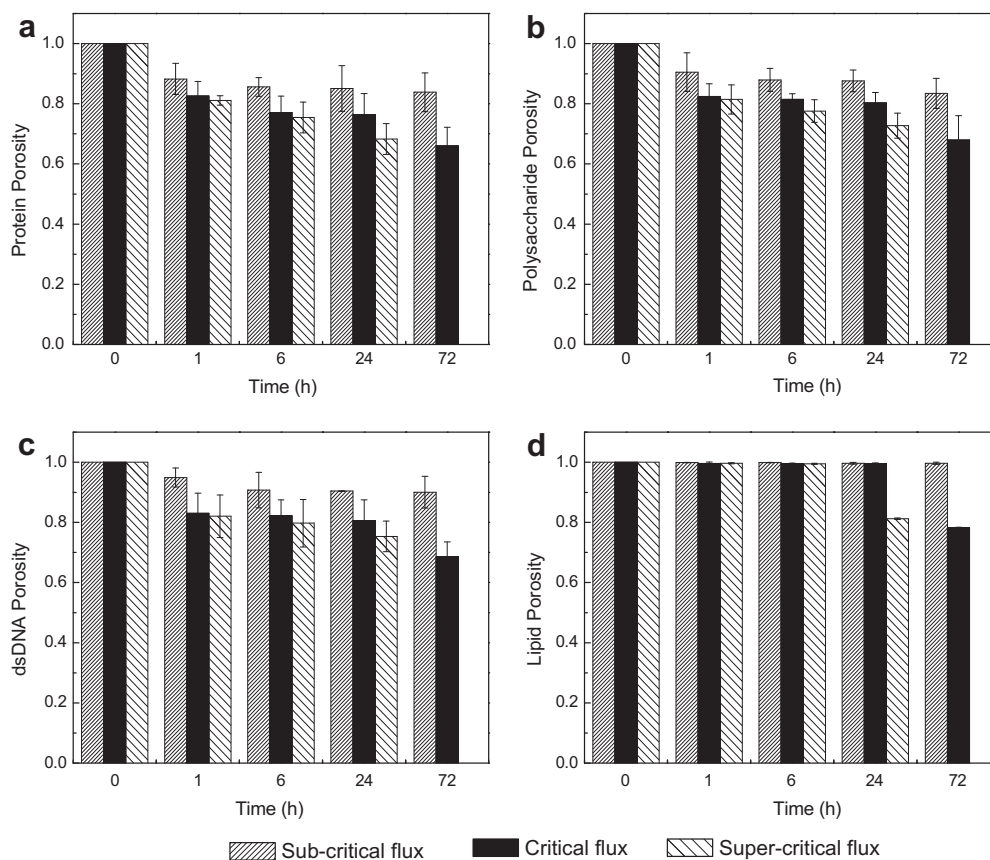 a
1.0
0.8
0.6
0.4
0.2
0.0
Protein Porosity
0 1 6 24 72
Time (h)
b
1.0
0.8
0.6
0.4
0.2
0.0
Polysaccharide Porosity
0 1 6 24 72
Time (h)
c
1.0
0.8
0.6
0.4
0.2
0.0
dsDNA Porosity
0 1 6 24 72
Time (h)
d
1.0
0.8
0.6
0.4
0.2
0.0
Lipid Porosity
0 1 6 24 72
Time (h)
Sub-critical flux Critical flux Super-critical flux